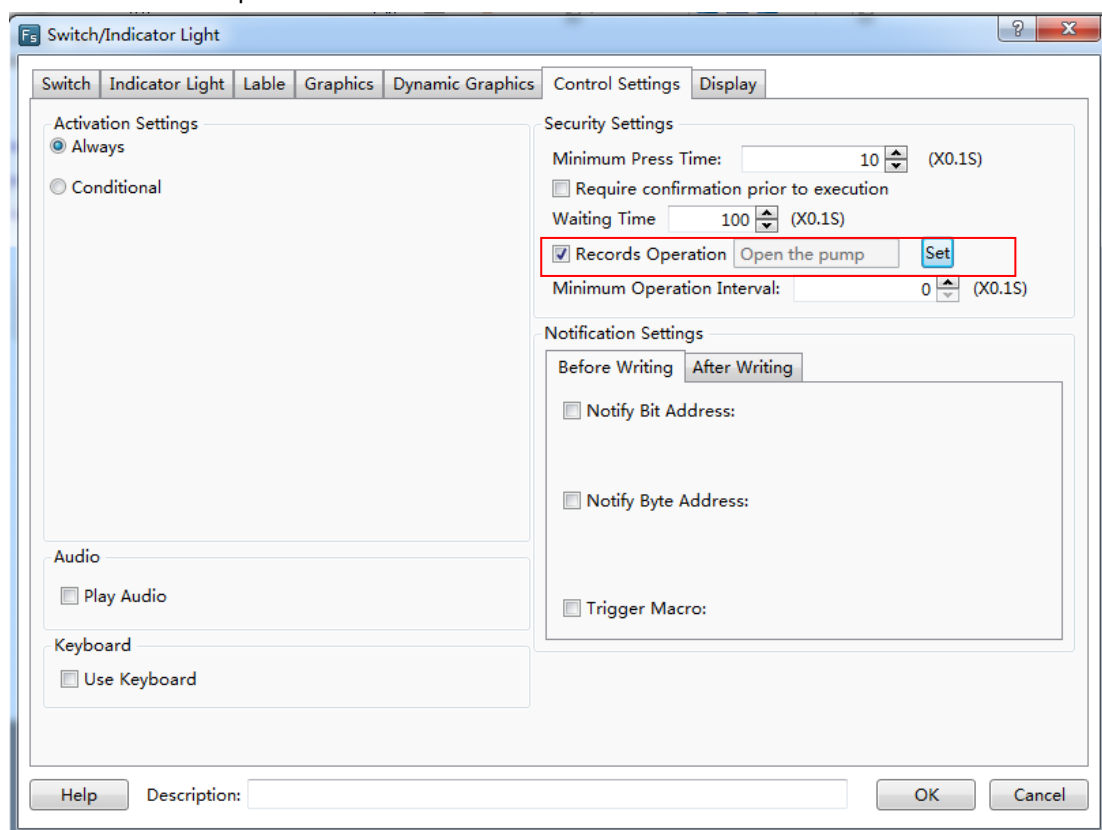 Fs Switch/Indicator Light
Switch Indicator Light Lable Graphics Dynamic Graphics Control Settings Display
Activation Settings
Always
Conditional
Security Settings
Minimum Press Time: 10 (X0.1S)
Require confirmation prior to execution
Waiting Time 100 (X0.1S)
Records Operation Open the pump Set
Minimum Operation Interval: 0 (X0.1S)
Notification Settings
Before Writing After Writing
Notify Bit Address:
Notify Byte Address:
Trigger Macro:
Audio
Play Audio
Keyboard
Use Keyboard
Help Description: OK Cancel